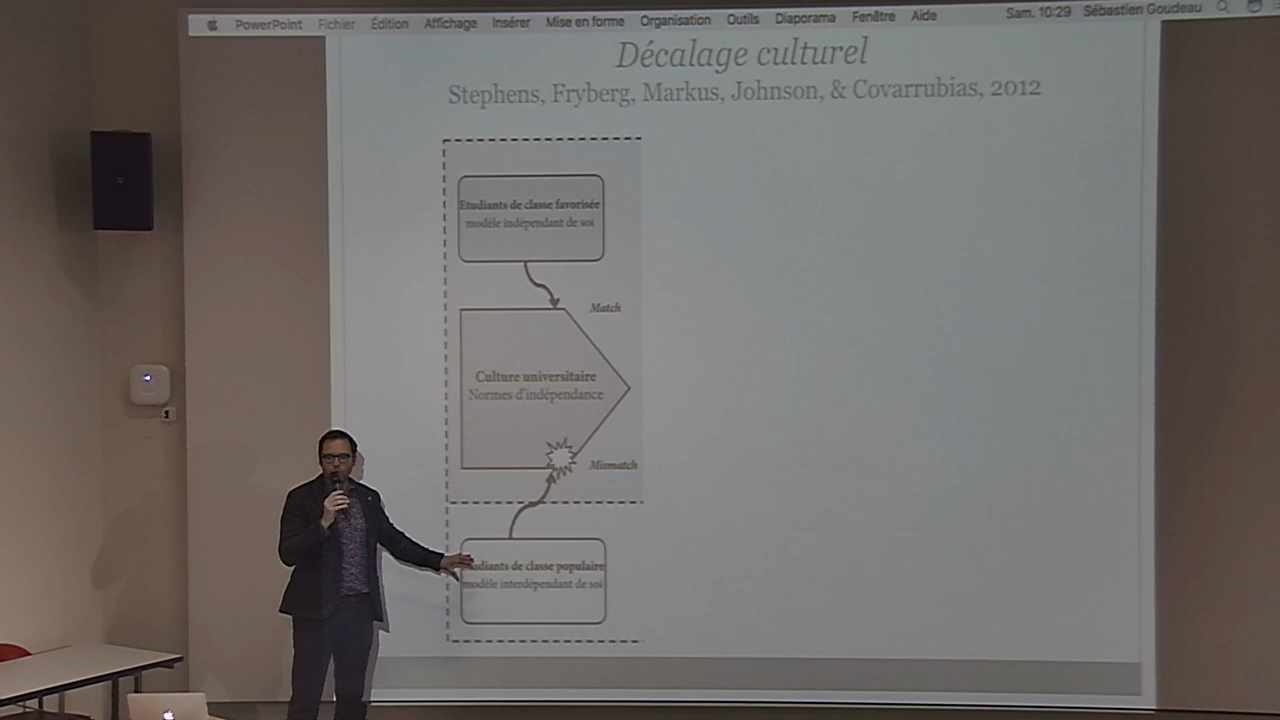 PowerPoint Fichier Édition Affichage Insérer Mise en forme Organisation Outils Diaporama Fenêtre Aide Sam. 10:29 Sébastien Goudeau
Décalage culturel
Stephens, Fryberg, Markus, Johnson, & Covarrubias, 2012
Etudiants de classe favorisée
modèle indépendant de soi
Match
Culture universitaire
Normes d'indépendance
Mismatch
udiants de classe populaire
modèle interdépendant de soi